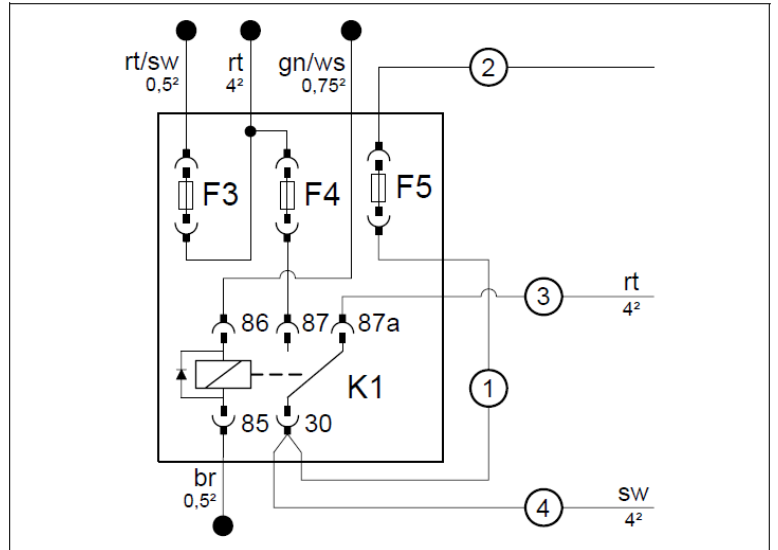 rt/sw
0,5²
rt
4²
gn/ws
0,75²
2
F3
F4
F5
3
rt
4²
86
87
87a
K1
1
85
30
br
0,5²
4
sw
4²